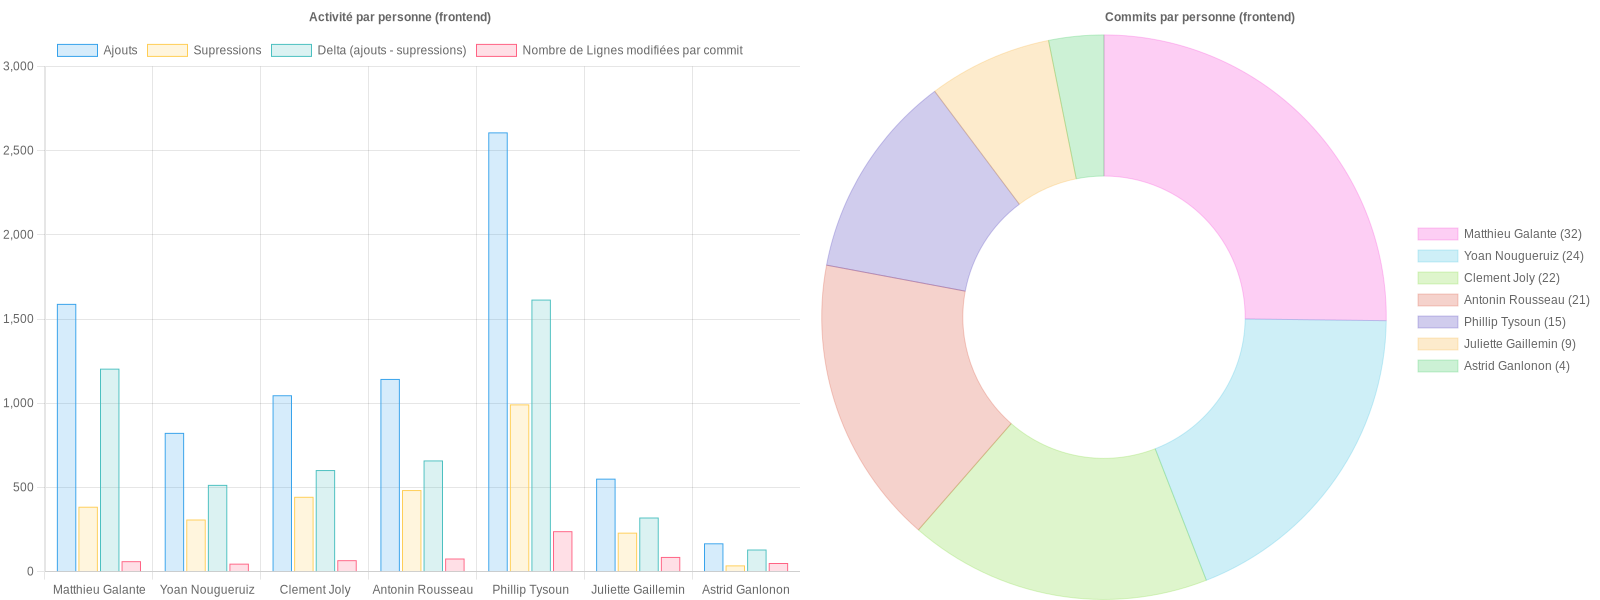 Activité par personne (frontend)
Ajouts Supressions Delta (ajouts - supressions) Nombre de Lignes modifiées par commit
3,000
2,500
2,000
1,500
1,000
500
0
Matthieu Galante Yoan Nougueruiz Clement Joly Antonin Rousseau Phillip Tysoun Juliette Gaillemin Astrid Ganlonon
Commits par personne (frontend)
Matthieu Galante (32)
Yoan Nougueruiz (24)
Clement Joly (22)
Antonin Rousseau (21)
Phillip Tysoun (15)
Juliette Gaillemin (9)
Astrid Ganlonon (4)